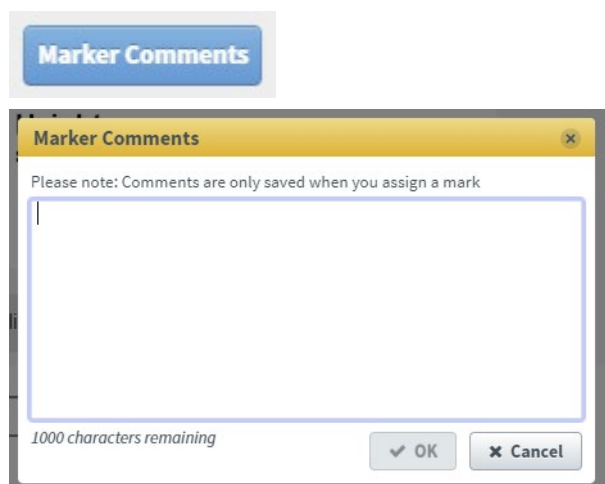 Marker Comments
Marker Comments
Please note: Comments are only saved when you assign a mark
1000 characters remaining
OK
Cancel